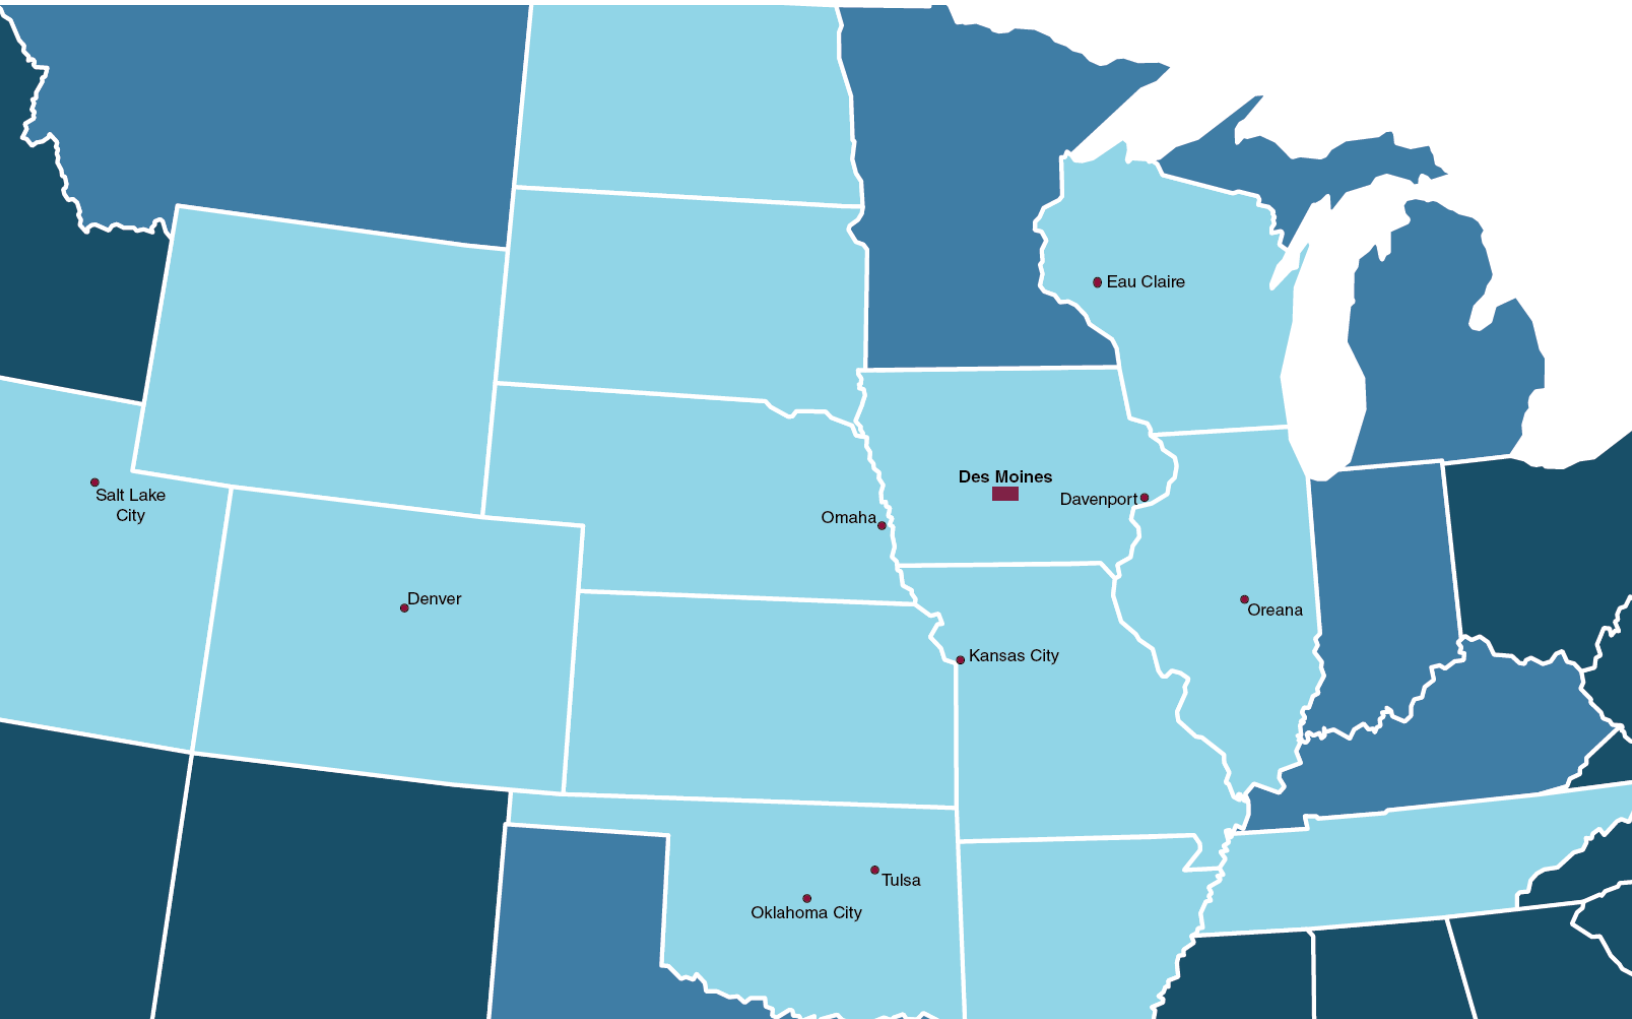 Eau Claire
Des Moines
Salt Lake
City
Davenport
Omaha
Denver
Oreana
Kansas City
Tulsa
Oklahoma City